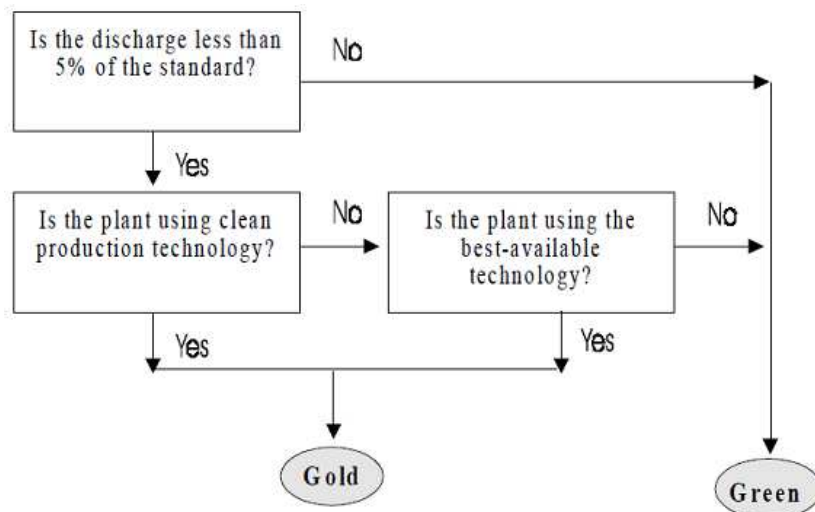 Is the discharge less than
5% of the standard?
No
Yes
Is the plant using clean
production technology?
No
Is the plant using the
best-available
technology?
No
Yes
Yes
Gold
Green